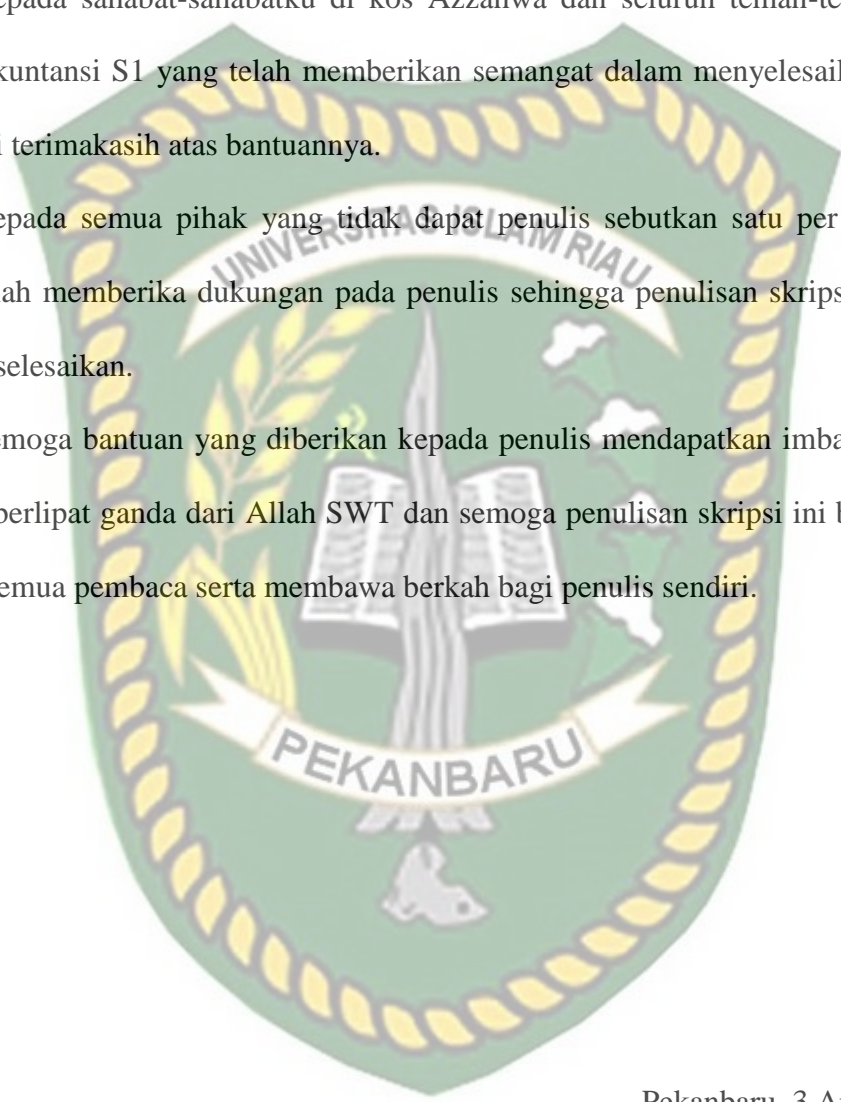 epada sahabat-sahabatku di kos Azzahwa dan seluruh teman-te
kuntansi S1 yang telah memberikan semangat dalam menyelesaik
i terimakasih atas bantuannya.
epada semua pihak yang tidak dapat penulis sebutkan satu per
UNIVERSITAS ISLAM RIAU
lah memberika dukungan pada penulis sehingga penulisan skrips
selesaikan.
emoga bantuan yang diberikan kepada penulis mendapatkan imba
berlipat ganda dari Allah SWT dan semoga penulisan skripsi ini b
emua pembaca serta membawa berkah bagi penulis sendiri.
PEKANBARU
Pekanbaru, 3 A